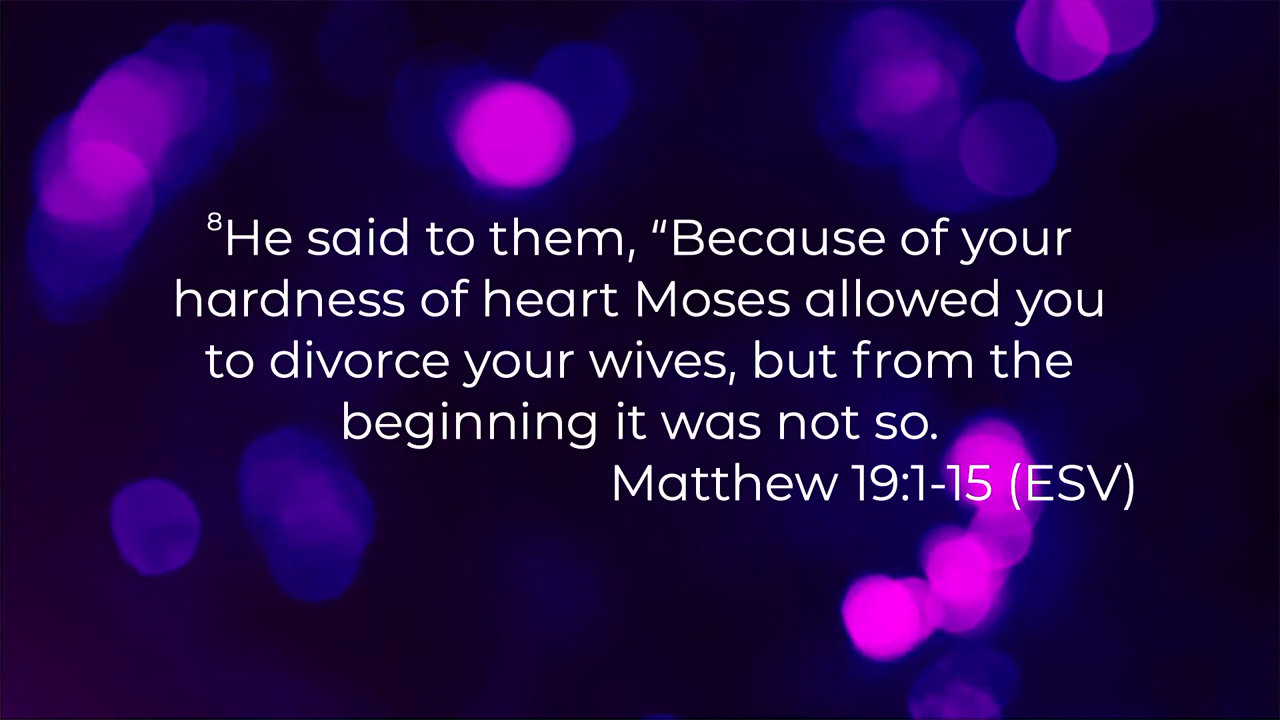 ⁸He said to them, “Because of your
hardness of heart Moses allowed you
to divorce your wives, but from the
beginning it was not so.
Matthew 19:1-15 (ESV)